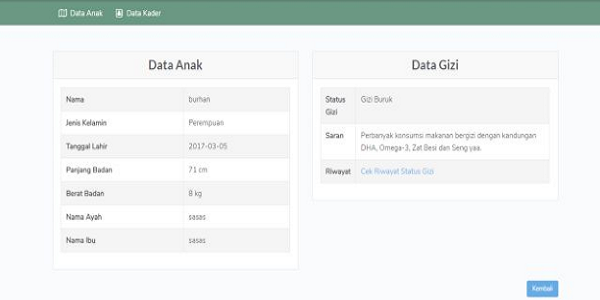 Data Anak Data Kader
Data Anak
Nama burhan
Jenis Kelamin Perempuan
Tanggal Lahir 2017-03-05
Panjang Badan 71 cm
Berat Badan 8 kg
Nama Ayah sasas
Nama Ibu sasas
Data Gizi
Status Gizi Gizi Buruk
Saran Perbanyak konsumsi makanan bergizi dengan kandungan
DHA, Omega-3, Zat Besi dan Seng yaa.
Riwayat Cek Riwayat Status Gizi
Kembali